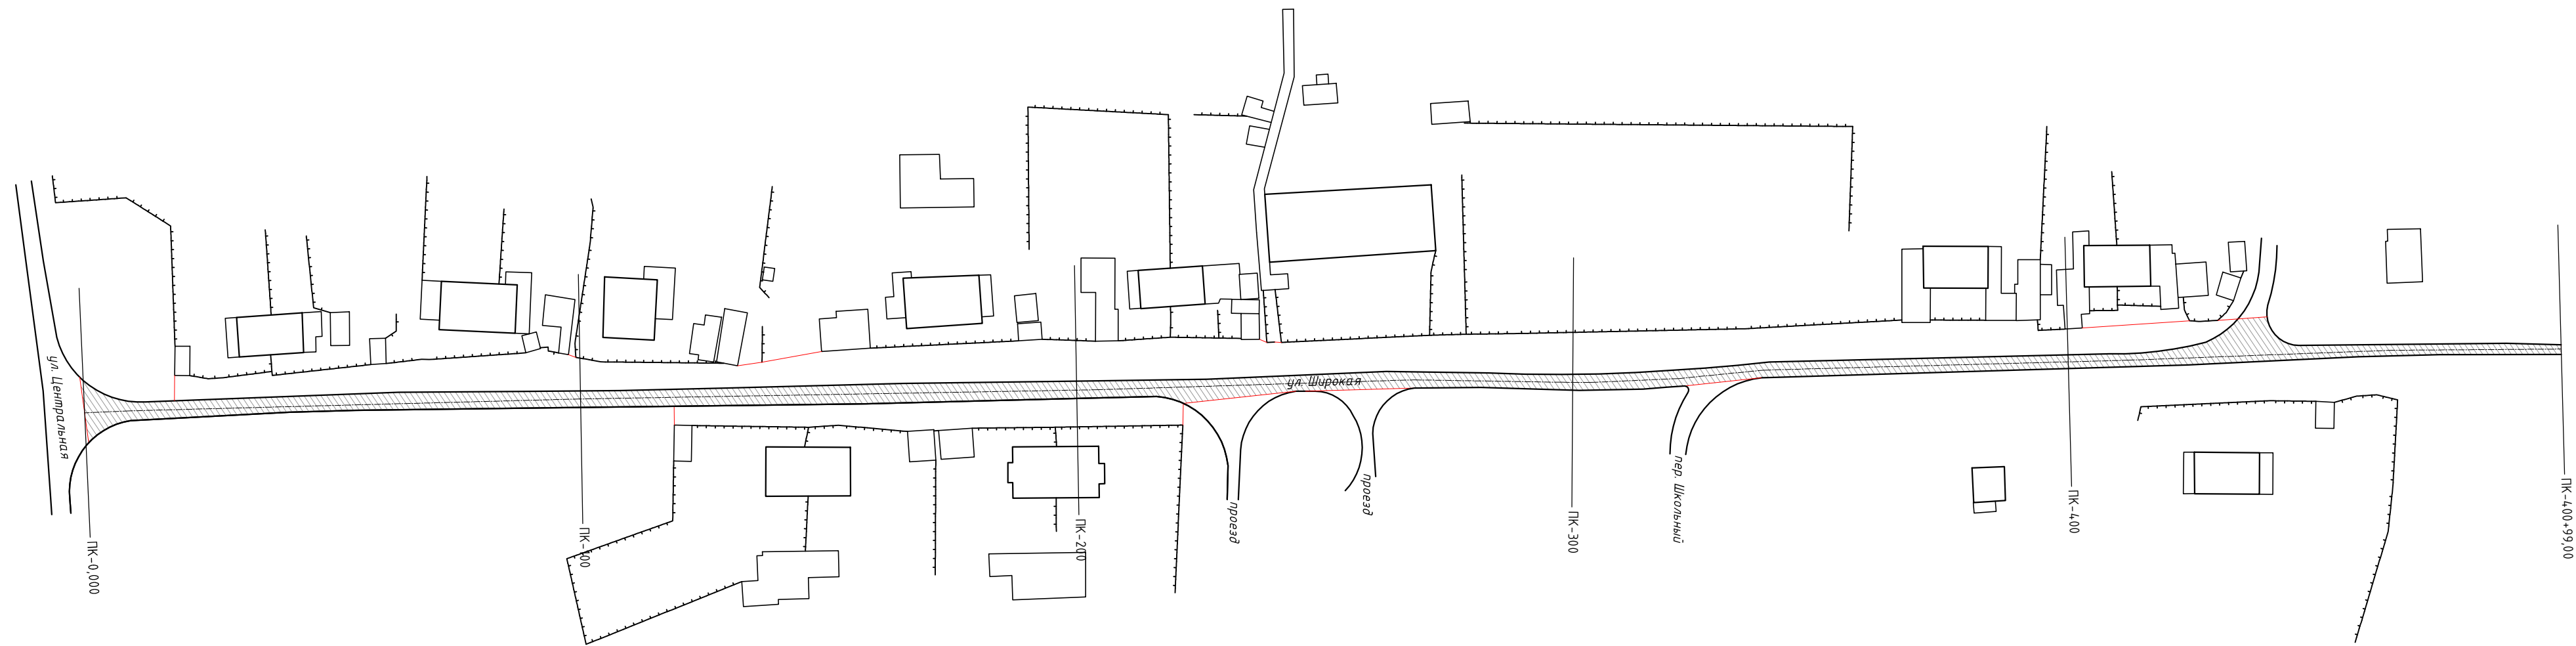 ул. Центральная
ПК-0,000
ПК-100
ПК-200
проезд
ул. Широкая
проезд
ПК-300
пер. Школьный
ПК-400
ПК-400+99,00